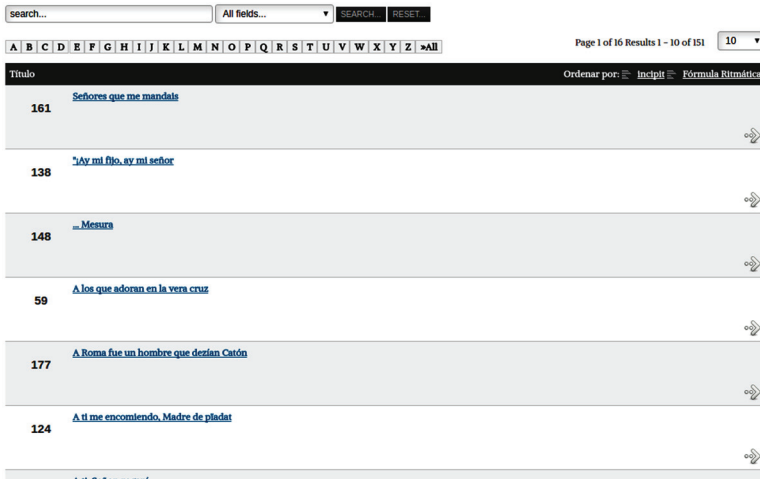 search... All fields... SEARCH... RESET...
A B C D E F G H I J K L M N O P Q R S T U V W X Y Z »All
Page 1 of 16 Results 1 – 10 of 151 10
Título Ordenar por: incipit Fórmula Ritmática
161 Señores que me mandais
138 "¡Ay mi fijo, ay mi señor
148 ... Mesura
59 A los que adoran en la vera cruz
177 A Roma fue un hombre que dezían Catón
124 A ti me encomiendo, Madre de pïadat